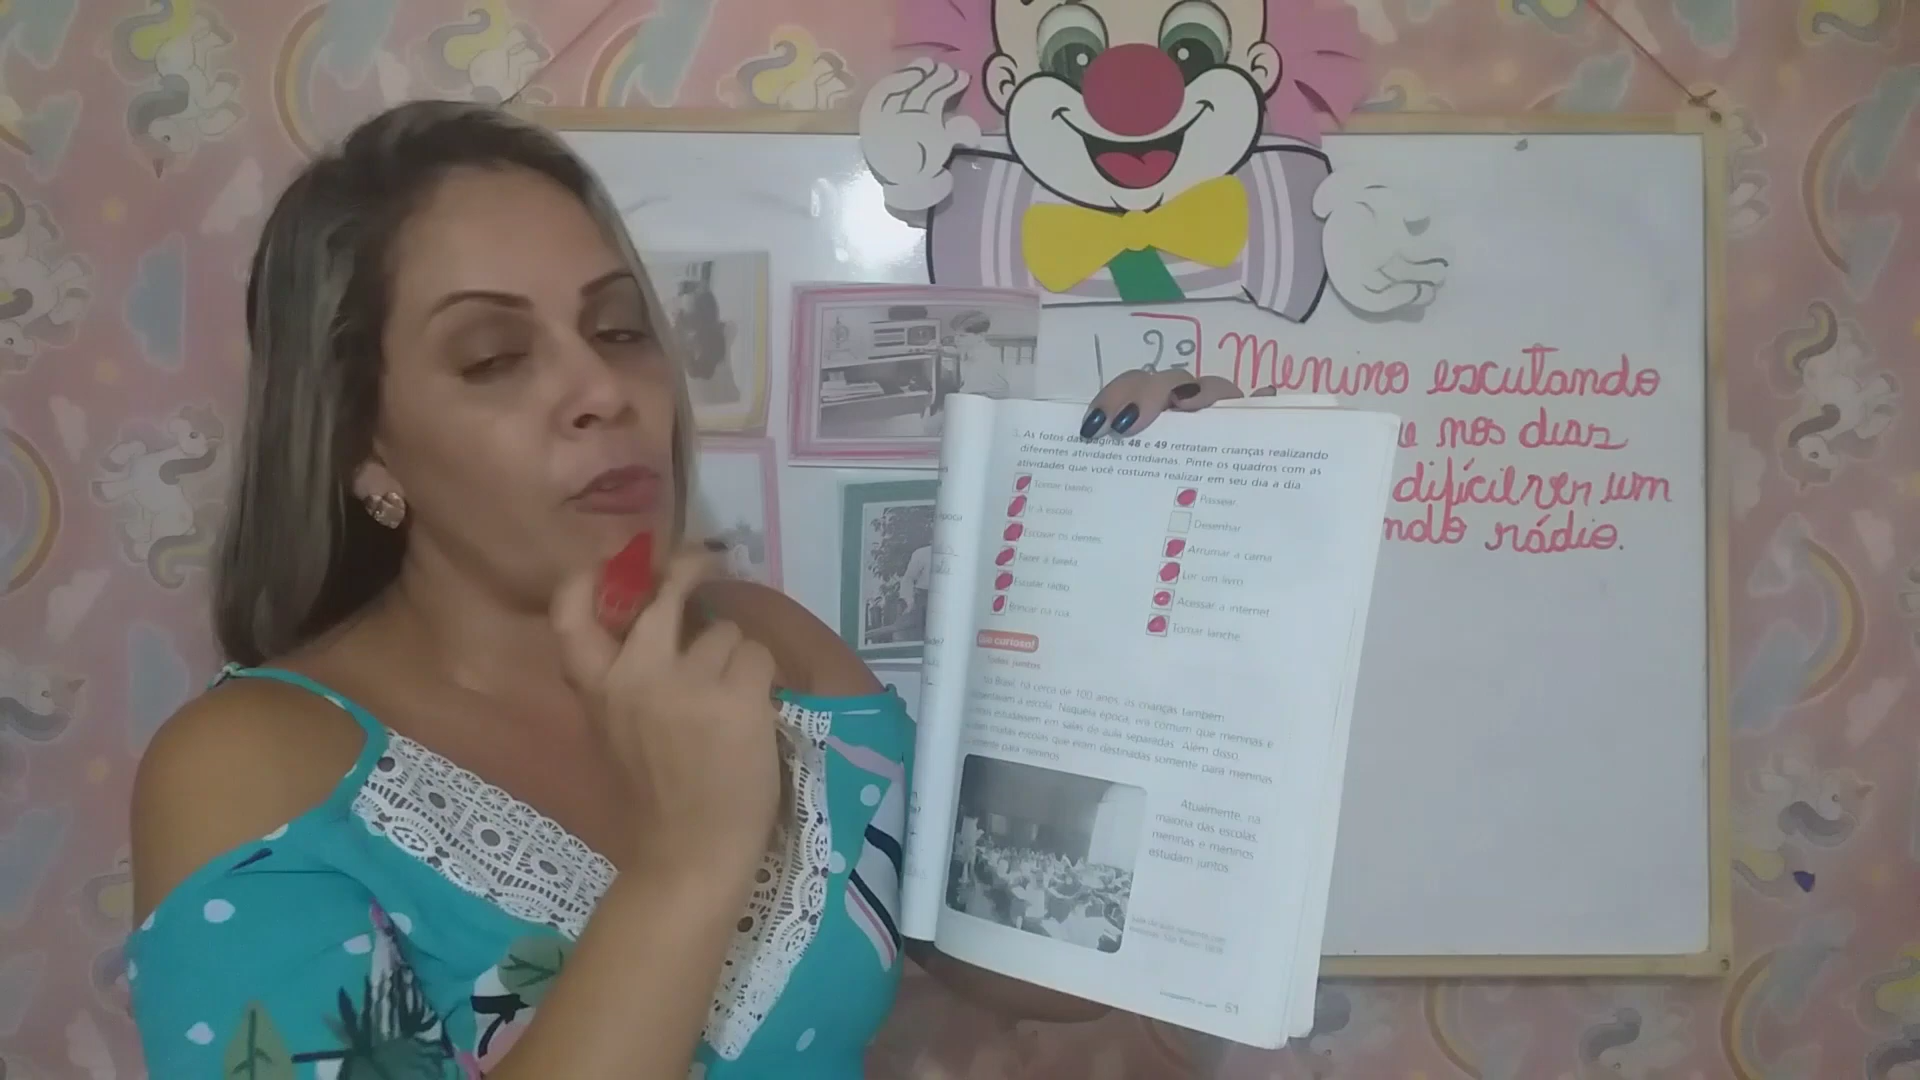 2º Menino escutando
nos dias
difícil ver um
ndo rádio.
3. As fotos das páginas 48 e 49 retratam crianças realizando
diferentes atividades cotidianas. Pinte os quadros com as
atividades que você costuma realizar em seu dia a dia
Tomar banho.
Ir à escola.
Escovar os dentes.
Fazer a tarefa.
Escutar rádio.
Brincar na rua.
Passear.
Desenhar.
Arrumar a cama.
Ler um livro.
Acessar a internet.
Tomar lanche.
Que curioso!
Todos juntos
No Brasil, há cerca de 100 anos, as crianças também
frequentavam a escola. Naquela época, era comum que meninas e
meninos estudassem em salas de aula separadas. Além disso,
muitas escolas que eram destinadas somente para meninas
somente para meninos
Atualmente, na
maioria das escolas,
meninas e meninos
estudam juntos.
51